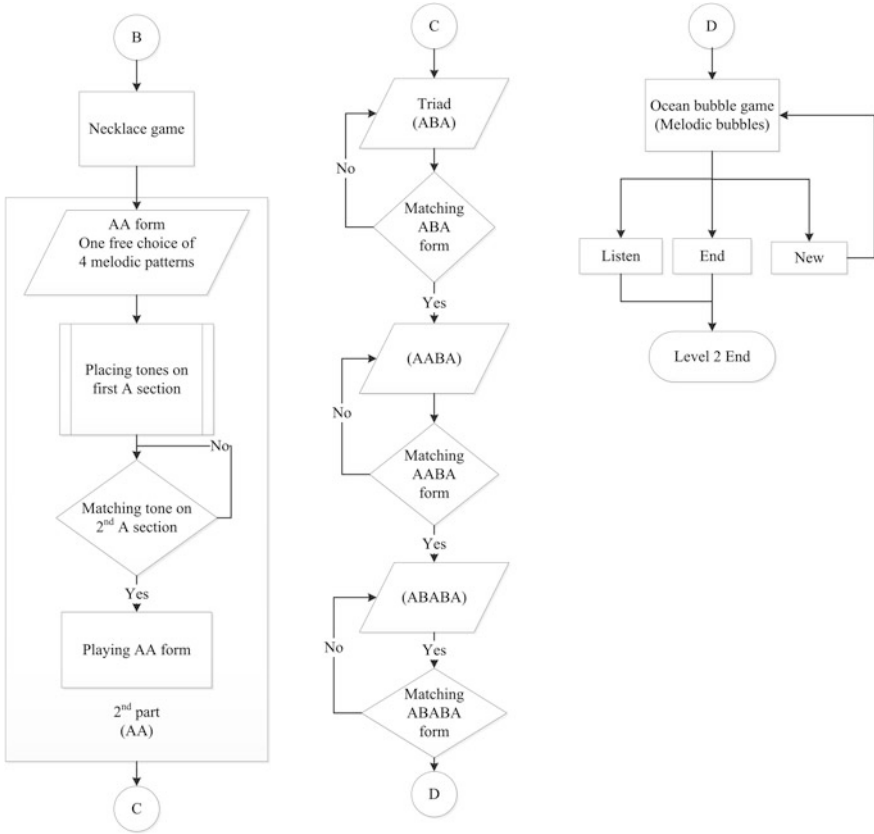 B
Necklace game
AA form
One free choice of
4 melodic patterns
Placing tones on
first A section
No
Matching tone on
2nd A section
Yes
Playing AA form
2nd part
(AA)
C
C
Triad
(ABA)
No
Matching
ABA
form
Yes
(AABA)
No
Matching
AABA
form
Yes
(ABABA)
No
Yes
Matching
ABABA
form
D
D
Ocean bubble game
(Melodic bubbles)
Listen
End
New
Level 2 End